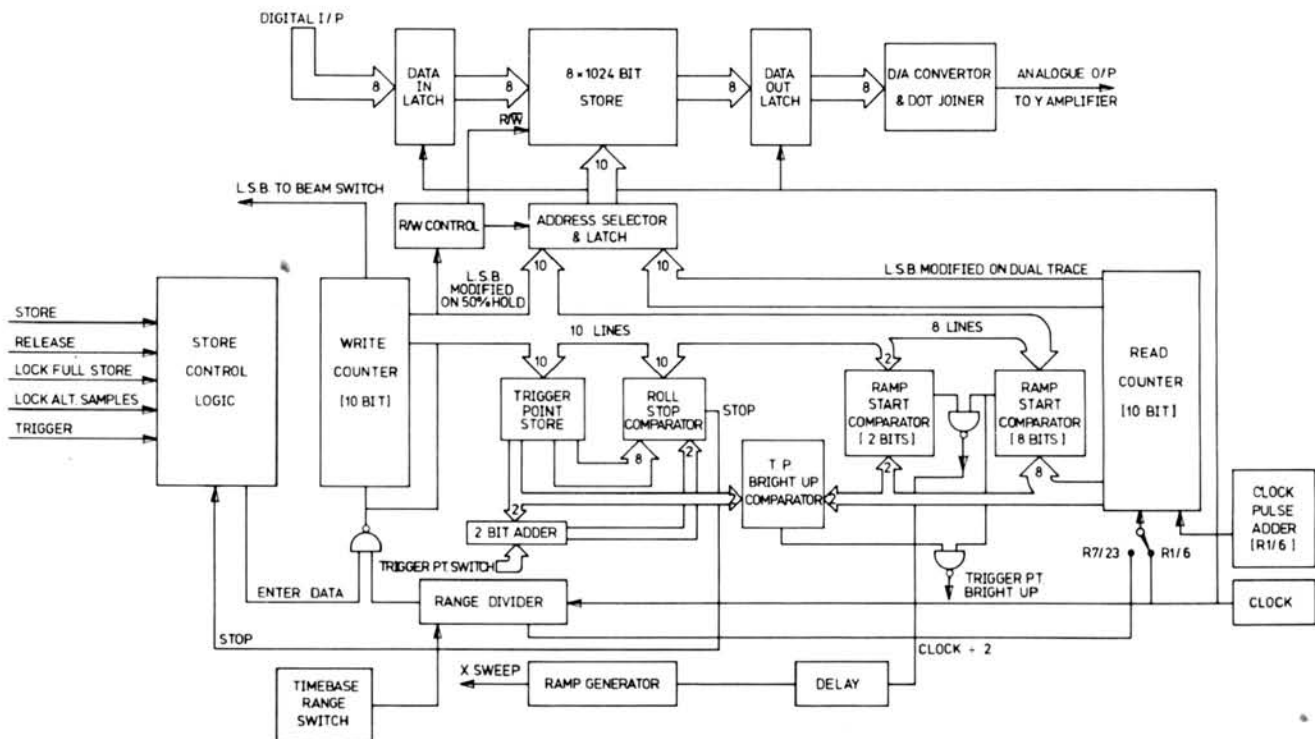 DIGITAL I/P
DATA
IN
LATCH
8
8
8 × 1024 BIT
STORE
8
DATA
OUT
LATCH
8
D/A CONVERTOR
& DOT JOINER
ANALOGUE O/P
TO Y AMPLIFIER
R/W̅
10
L.S.B. TO BEAM SWITCH
R/W CONTROL
ADDRESS SELECTOR
& LATCH
10
10
L.S.B.
MODIFIED
ON 50% HOLD
L.S.B. MODIFIED ON DUAL TRACE
STORE
RELEASE
LOCK FULL STORE
LOCK ALT. SAMPLES
TRIGGER
STORE
CONTROL
LOGIC
WRITE
COUNTER
[10 BIT]
10 LINES
8 LINES
10
10
2
TRIGGER
POINT
STORE
ROLL
STOP
COMPARATOR
STOP
RAMP
START
COMPARATOR
[2 BITS]
RAMP
START
COMPARATOR
[8 BITS]
READ
COUNTER
[10 BIT]
8
2
2
8
T.P.
BRIGHT UP
COMPARATOR
2
2
2
2 BIT ADDER
TRIGGER PT. SWITCH
CLOCK
PULSE
ADDER
[R1/6]
R7/23
R1/6
TRIGGER PT.
BRIGHT UP
ENTER DATA
RANGE DIVIDER
CLOCK
STOP
CLOCK ÷ 2
TIMEBASE
RANGE
SWITCH
X SWEEP
RAMP GENERATOR
DELAY